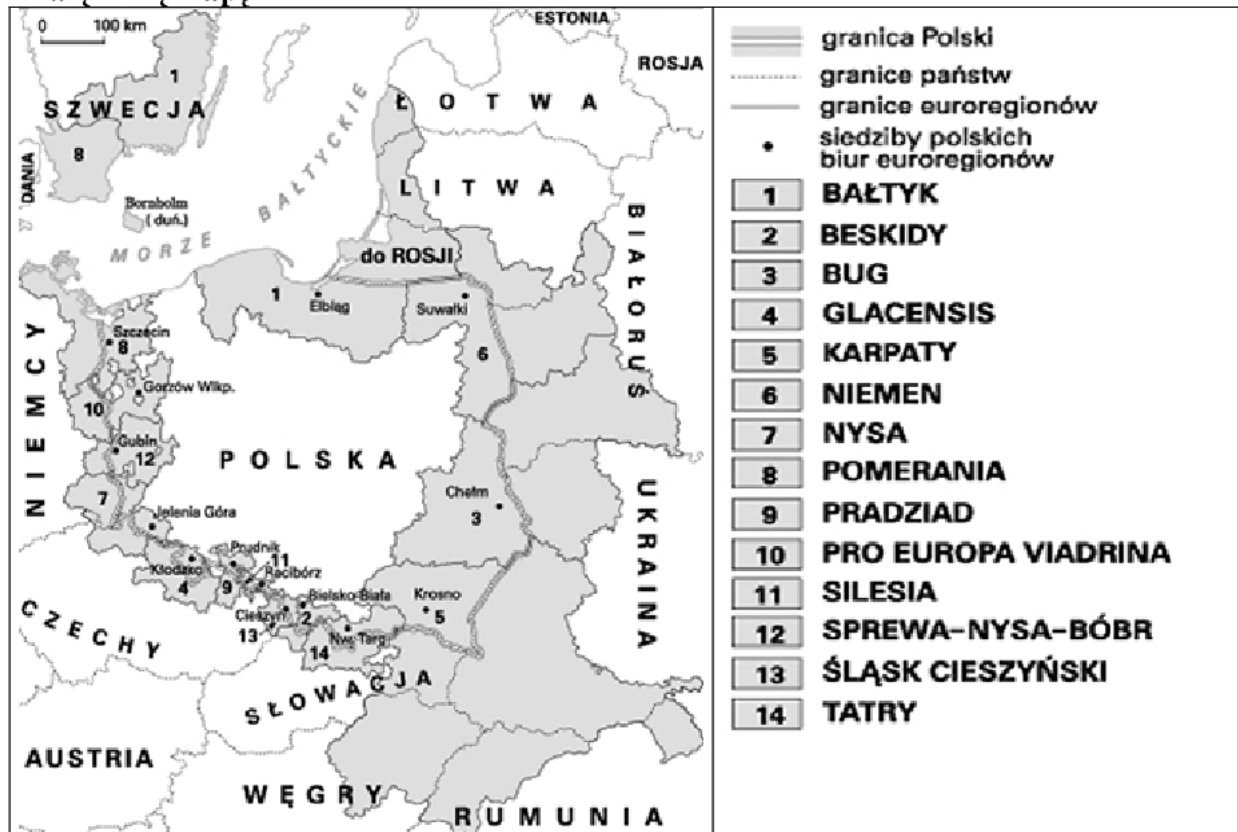 0 100 km
ESTONIA
ROSJA
1
SZWECJA
ŁOTWA
8
DANIA
LITWA
Bornholm
(duń.)
MORZE BAŁTYCKIE
BIAŁORUŚ
do ROSJI
1
Elbląg
Suwałki
NIEMCY
Szczecin
8
6
Gorzów Wlkp.
10
Gubin
12
POLSKA
UKRAINA
7
Chełm
3
Jelenia Góra
Prudnik
11
Kłodzko
4
9
Racibórz
Bielsko-Biała
Krosno
5
Cieszyn
2
13
Nwy Targ
14
CZECHY
SŁOWACJA
AUSTRIA
WĘGRY
RUMUNIA
granica Polski
granice państw
granice euroregionów
siedziby polskich
biur euroregionów
1 BAŁTYK
2 BESKIDY
3 BUG
4 GLACENSIS
5 KARPATY
6 NIEMEN
7 NYSA
8 POMERANIA
9 PRADZIAD
10 PRO EUROPA VIADRINA
11 SILESIA
12 SPREWA–NYSA–BÓBR
13 ŚLĄSK CIESZYŃSKI
14 TATRY